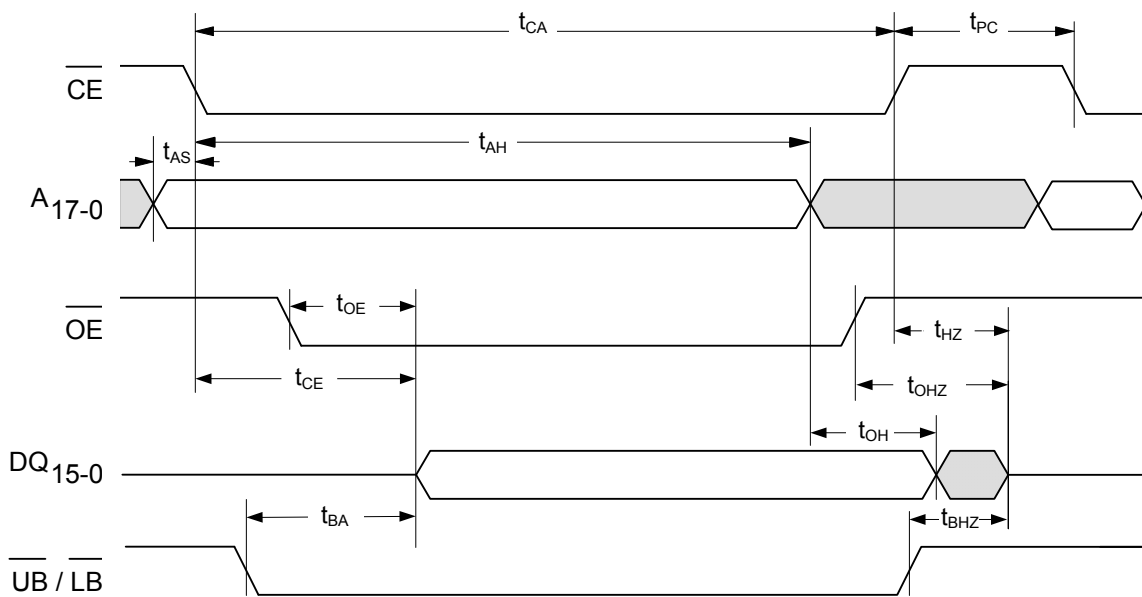 tCA
tPC
CE
tAS
tAH
A17-0
OE
tOE
tHZ
tCE
tOHZ
tOH
DQ15-0
tBA
tBHZ
UB / LB